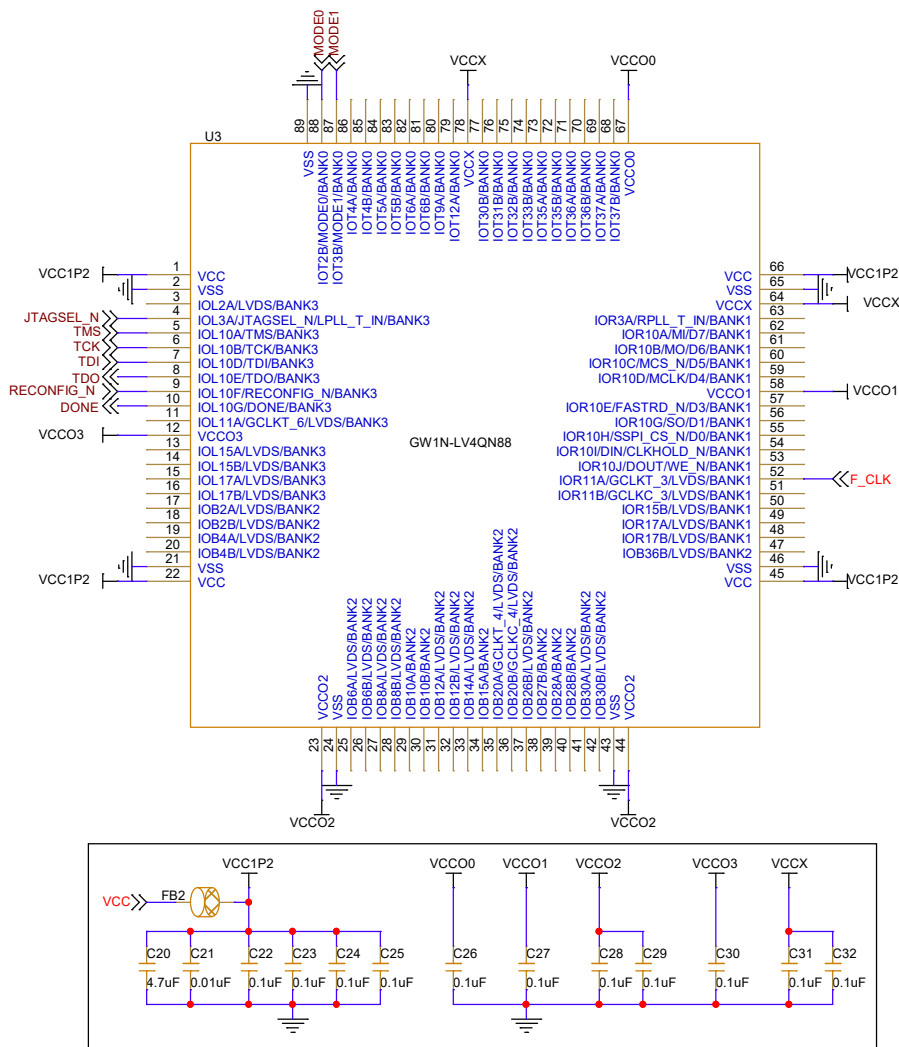 MODE0
MODE1
VCCX
VCCO0
89
88
87
86
85
84
83
82
81
80
79
78
77
76
75
74
73
72
71
70
69
68
67
U3
VSS
IOT2B/MODE0/BANK0
IOT3B/MODE1/BANK0
IOT4A/BANK0
IOT4B/BANK0
IOT5A/BANK0
IOT5B/BANK0
IOT6A/BANK0
IOT6B/BANK0
IOT9A/BANK0
IOT12A/BANK0
VCCX
IOT30B/BANK0
IOT31B/BANK0
IOT32B/BANK0
IOT33B/BANK0
IOT35A/BANK0
IOT35B/BANK0
IOT36A/BANK0
IOT36B/BANK0
IOT37A/BANK0
IOT37B/BANK0
VCCO0
VCC1P2 1 VCC
2 VSS
3 IOL2A/LVDS/BANK3
JTAGSEL_N 4 IOL3A/JTAGSEL_N/LPLL_T_IN/BANK3
TMS 5 IOL10A/TMS/BANK3
TCK 6 IOL10B/TCK/BANK3
TDI 7 IOL10D/TDI/BANK3
TDO 8 IOL10E/TDO/BANK3
RECONFIG_N 9 IOL10F/RECONFIG_N/BANK3
DONE 10 IOL10G/DONE/BANK3
11 IOL11A/GCLKT_6/LVDS/BANK3
VCCO3 12 VCCO3
13 IOL15A/LVDS/BANK3
14 IOL15B/LVDS/BANK3
15 IOL17A/LVDS/BANK3
16 IOL17B/LVDS/BANK3
17 IOB2A/LVDS/BANK2
18 IOB2B/LVDS/BANK2
19 IOB4A/LVDS/BANK2
20 IOB4B/LVDS/BANK2
21 VSS
VCC1P2 22 VCC
GW1N-LV4QN88
VCC 66 VCC1P2
VSS 65
VCCX 64 VCCX
IOR3A/RPLL_T_IN/BANK1 63
IOR10A/MI/D7/BANK1 62
IOR10B/MO/D6/BANK1 61
IOR10C/MCS_N/D5/BANK1 60
IOR10D/MCLK/D4/BANK1 59
VCCO1 58 VCCO1
IOR10E/FASTRD_N/D3/BANK1 57
IOR10G/SO/D1/BANK1 56
IOR10H/SSPI_CS_N/D0/BANK1 55
IOR10I/DIN/CLKHOLD_N/BANK1 54
IOR10J/DOUT/WE_N/BANK1 53
IOR11A/GCLKT_3/LVDS/BANK1 52 F_CLK
IOR11B/GCLKC_3/LVDS/BANK1 51
IOR15B/LVDS/BANK1 50
IOR17A/LVDS/BANK1 49
IOR17B/LVDS/BANK1 48
IOB36B/LVDS/BANK2 47
VSS 46
VCC 45 VCC1P2
VCCO2
VSS
IOB6A/LVDS/BANK2
IOB6B/LVDS/BANK2
IOB8A/LVDS/BANK2
IOB8B/LVDS/BANK2
IOB10A/BANK2
IOB10B/BANK2
IOB12A/LVDS/BANK2
IOB12B/LVDS/BANK2
IOB14A/LVDS/BANK2
IOB15A/BANK2
IOB20A/GCLKT_4/LVDS/BANK2
IOB20B/GCLKC_4/LVDS/BANK2
IOB26B/LVDS/BANK2
IOB27B/BANK2
IOB28A/BANK2
IOB28B/BANK2
IOB30A/LVDS/BANK2
IOB30B/LVDS/BANK2
VSS
VCCO2
23
24
25
26
27
28
29
30
31
32
33
34
35
36
37
38
39
40
41
42
43
44
VCCO2 VCCO2
VCC1P2 VCCO0 VCCO1 VCCO2 VCCO3 VCCX
VCC FB2
C20 C21 C22 C23 C24 C25 C26 C27 C28 C29 C30 C31 C32
4.7uF 0.01uF 0.1uF 0.1uF 0.1uF 0.1uF 0.1uF 0.1uF 0.1uF 0.1uF 0.1uF 0.1uF 0.1uF